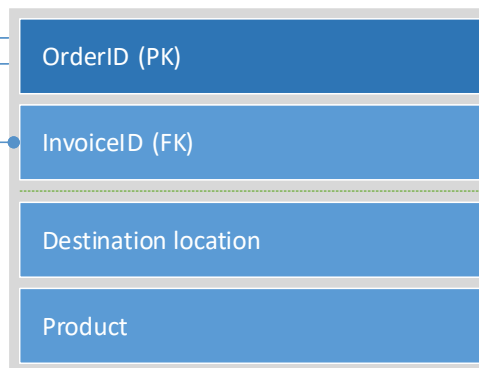 OrderID (PK)
InvoiceID (FK)
Destination location
Product